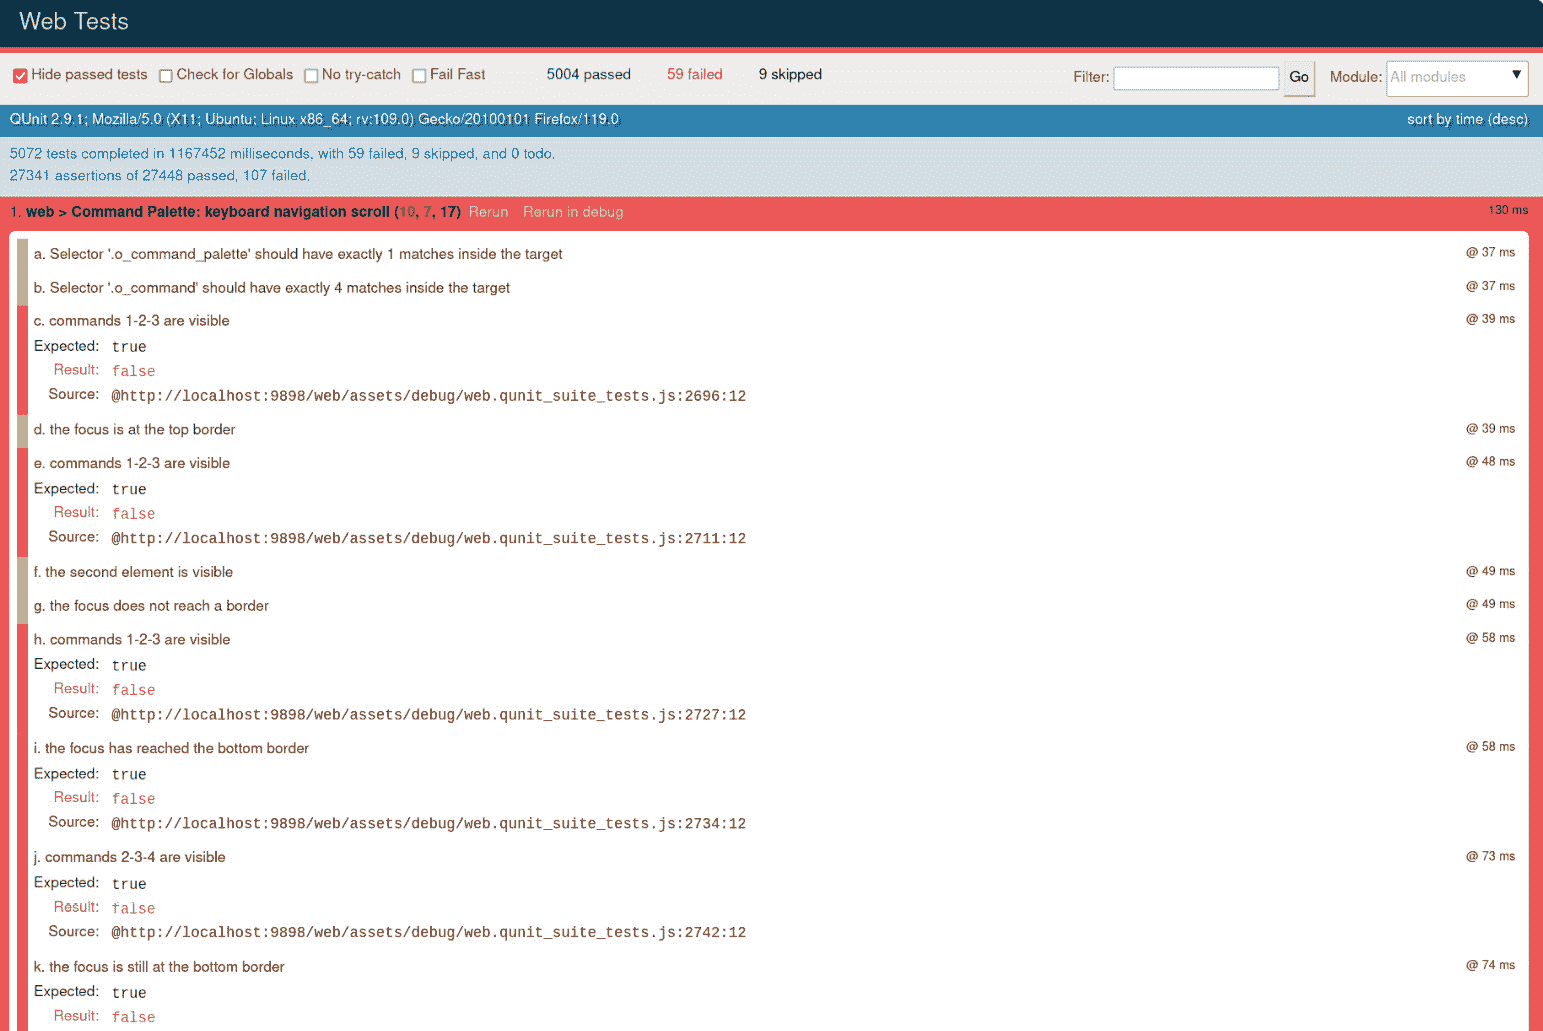 Web Tests
Hide passed tests Check for Globals No try-catch Fail Fast 5004 passed 59 failed 9 skipped Filter: Go Module: All modules ▼
QUnit 2.9.1; Mozilla/5.0 (X11; Ubuntu; Linux x86_64; rv:109.0) Gecko/20100101 Firefox/119.0 sort by time (desc)
5072 tests completed in 1167452 milliseconds, with 59 failed, 9 skipped, and 0 todo.
27341 assertions of 27448 passed, 107 failed.
1. web > Command Palette: keyboard navigation scroll (10, 7, 17) Rerun Rerun in debug 130 ms
a. Selector '.o_command_palette' should have exactly 1 matches inside the target @ 37 ms
b. Selector '.o_command' should have exactly 4 matches inside the target @ 37 ms
c. commands 1-2-3 are visible @ 39 ms
Expected: true
Result: false
Source: @http://localhost:9898/web/assets/debug/web.qunit_suite_tests.js:2696:12
d. the focus is at the top border @ 39 ms
e. commands 1-2-3 are visible @ 48 ms
Expected: true
Result: false
Source: @http://localhost:9898/web/assets/debug/web.qunit_suite_tests.js:2711:12
f. the second element is visible @ 49 ms
g. the focus does not reach a border @ 49 ms
h. commands 1-2-3 are visible @ 58 ms
Expected: true
Result: false
Source: @http://localhost:9898/web/assets/debug/web.qunit_suite_tests.js:2727:12
i. the focus has reached the bottom border @ 58 ms
Expected: true
Result: false
Source: @http://localhost:9898/web/assets/debug/web.qunit_suite_tests.js:2734:12
j. commands 2-3-4 are visible @ 73 ms
Expected: true
Result: false
Source: @http://localhost:9898/web/assets/debug/web.qunit_suite_tests.js:2742:12
k. the focus is still at the bottom border @ 74 ms
Expected: true
Result: false